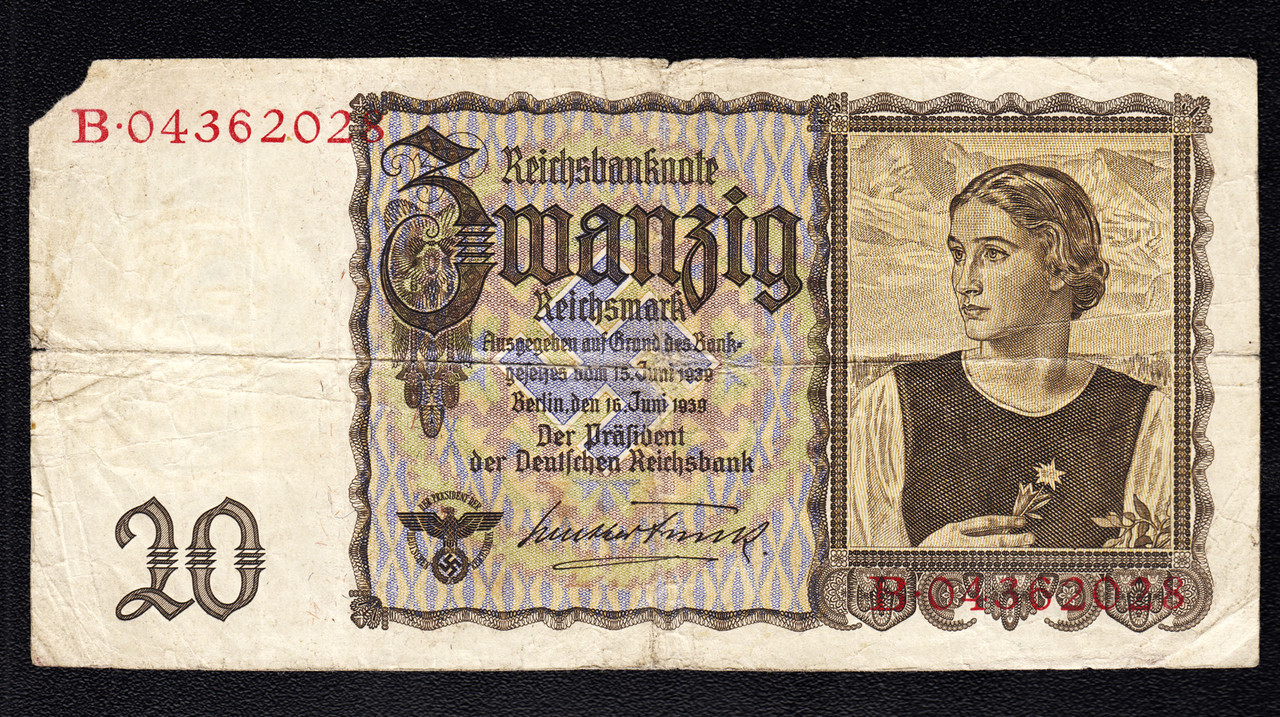 B·04362028
Reichsbanknote
Zwanzig
Reichsmark
Ausgegeben auf Grund des Bank-
gesetzes vom 15. Juni 1939
Berlin, den 16. Juni 1939
Der Präsident
der Deutschen Reichsbank
20
B·04362028